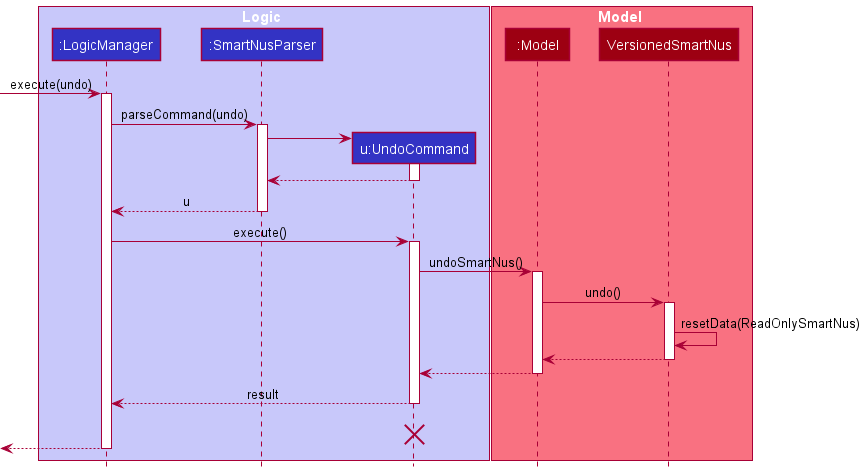 Logic
Model
:LogicManager
:SmartNusParser
:Model
VersionedSmartNus
execute(undo)
parseCommand(undo)
u:UndoCommand
u
execute()
undoSmartNus()
undo()
resetData(ReadOnlySmartNus)
result